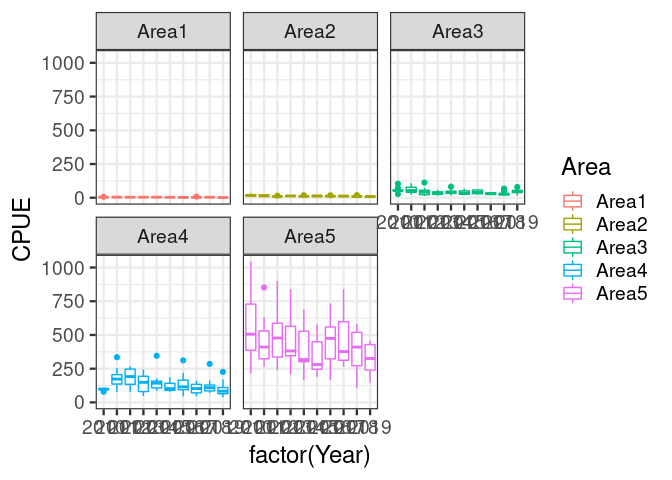 Area1 Area2 Area3
1000
750
500
250
0
Area4 Area5
1000
750
500
250
0
CPUE
factor(Year)
Area
Area1
Area2
Area3
Area4
Area5